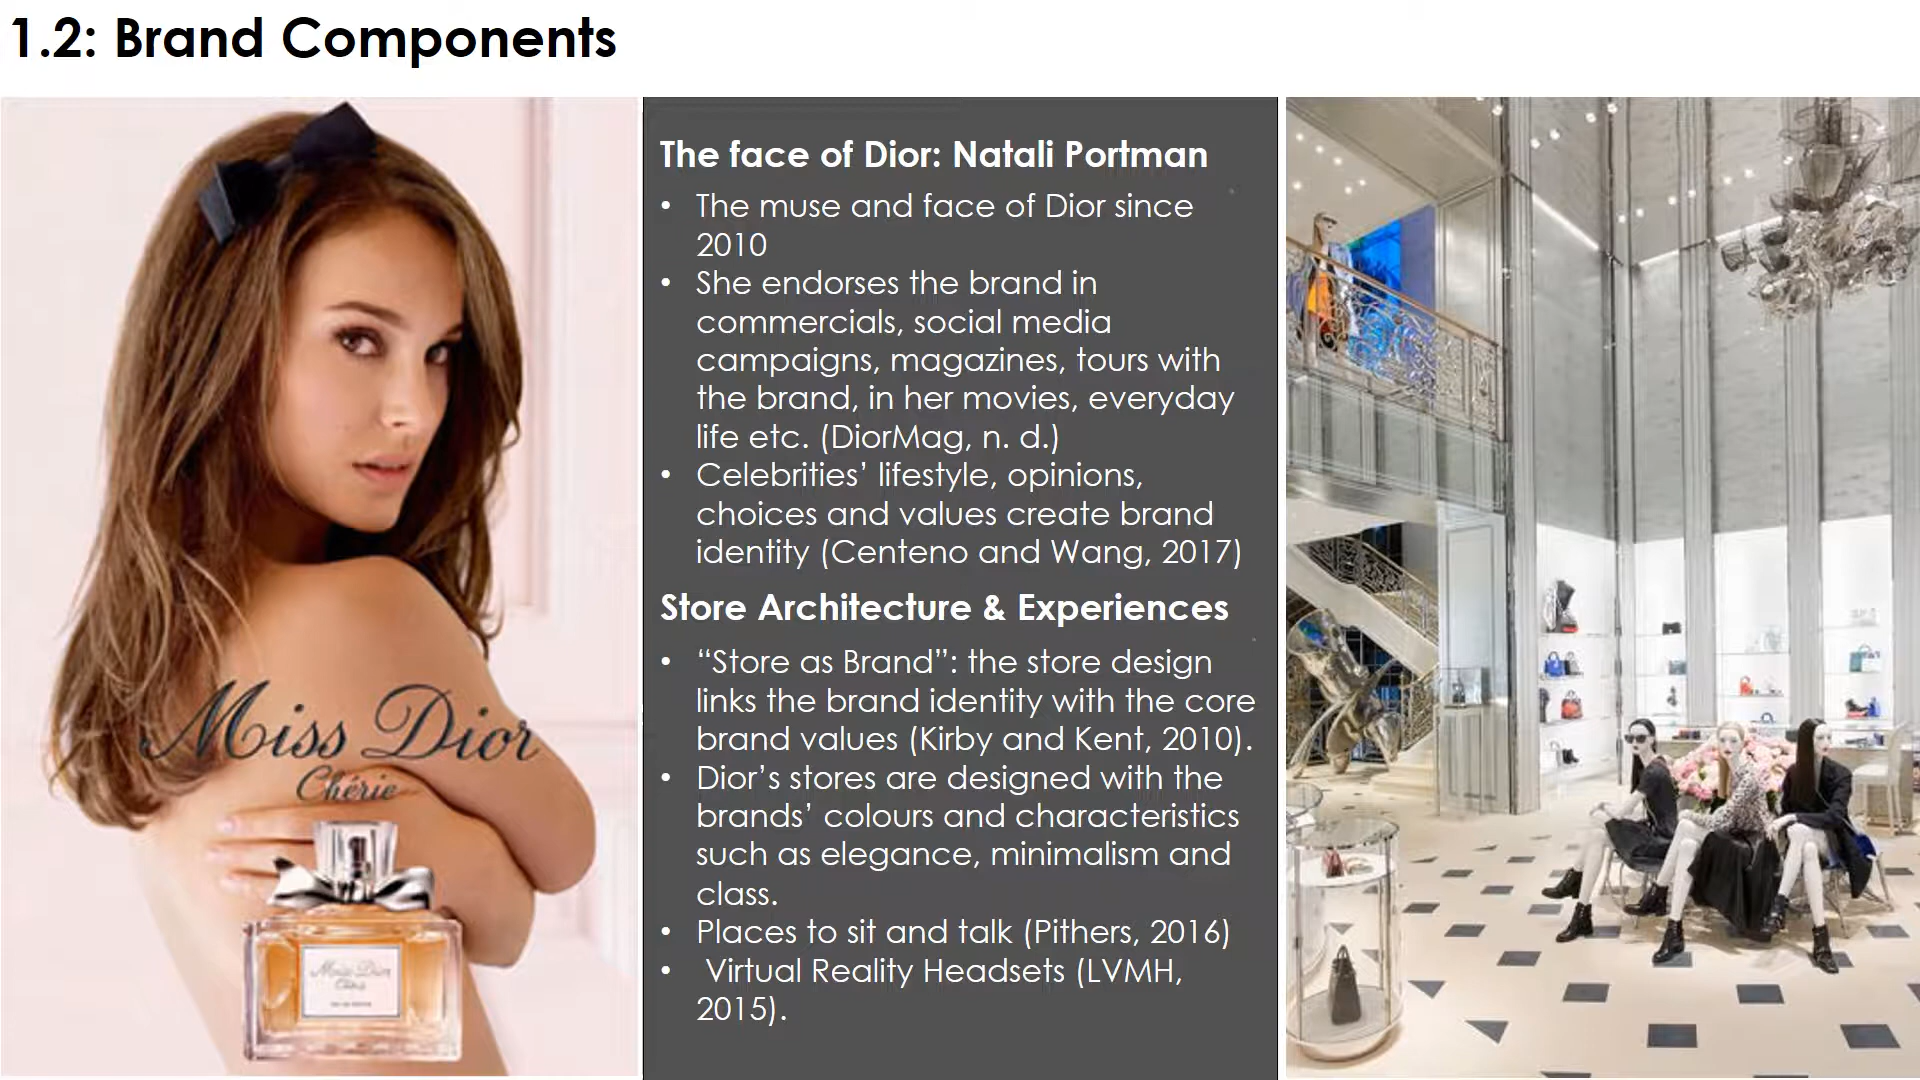 1.2: Brand Components
Miss Dior
Chérie
Miss Dior
Chérie
The face of Dior: Natali Portman
• The muse and face of Dior since
2010
• She endorses the brand in
commercials, social media
campaigns, magazines, tours with
the brand, in her movies, everyday
life etc. (DiorMag, n. d.)
• Celebrities’ lifestyle, opinions,
choices and values create brand
identity (Centeno and Wang, 2017)
Store Architecture & Experiences
• “Store as Brand”: the store design
links the brand identity with the core
brand values (Kirby and Kent, 2010).
• Dior’s stores are designed with the
brands’ colours and characteristics
such as elegance, minimalism and
class.
• Places to sit and talk (Pithers, 2016)
• Virtual Reality Headsets (LVMH,
2015).